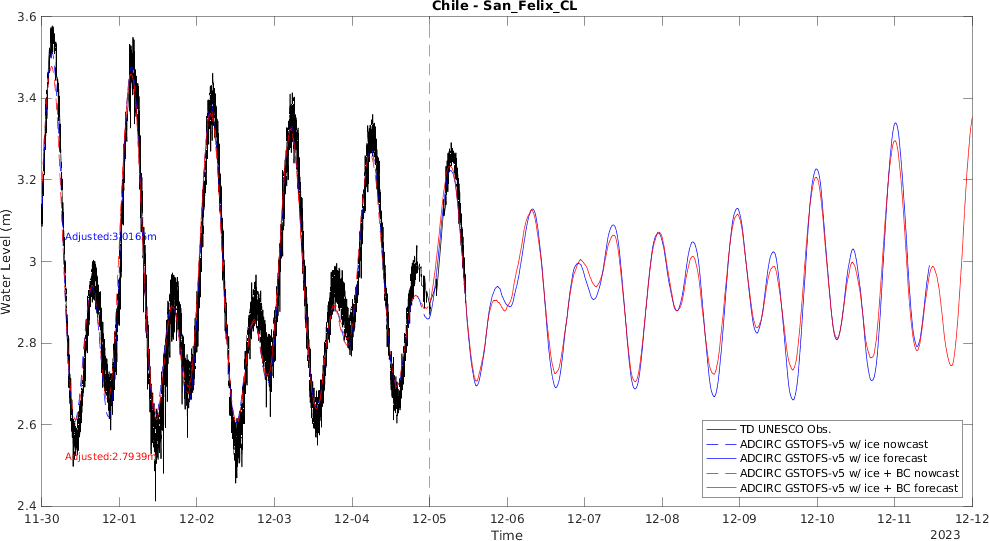 Chile - San_Felix_CL
3.6
3.4
3.2
3
2.8
2.6
2.4
Water Level (m)
Adjusted:3.0165m
Adjusted:2.7939m
TD UNESCO Obs.
ADCIRC GSTOFS-v5 w/ ice nowcast
ADCIRC GSTOFS-v5 w/ ice forecast
ADCIRC GSTOFS-v5 w/ ice + BC nowcast
ADCIRC GSTOFS-v5 w/ ice + BC forecast
11-30 12-01 12-02 12-03 12-04 12-05 12-06 12-07 12-08 12-09 12-10 12-11 12-12
Time
2023